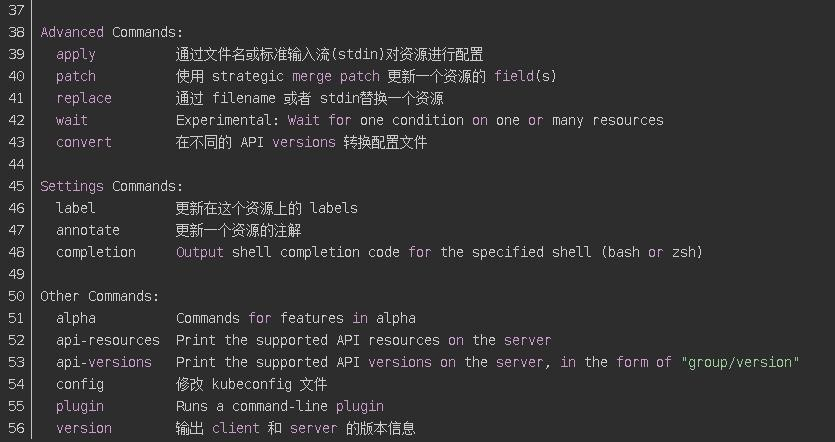 37
38 Advanced Commands:
39   apply          通过文件名或标准输入流(stdin)对资源进行配置
40   patch          使用 strategic merge patch 更新一个资源的 field(s)
41   replace        通过 filename 或者 stdin替换一个资源
42   wait           Experimental: Wait for one condition on one or many resources
43   convert        在不同的 API versions 转换配置文件
44
45 Settings Commands:
46   label          更新在这个资源上的 labels
47   annotate       更新一个资源的注解
48   completion     Output shell completion code for the specified shell (bash or zsh)
49
50 Other Commands:
51   alpha          Commands for features in alpha
52   api-resources  Print the supported API resources on the server
53   api-versions   Print the supported API versions on the server, in the form of "group/version"
54   config         修改 kubeconfig 文件
55   plugin         Runs a command-line plugin
56   version        输出 client 和 server 的版本信息